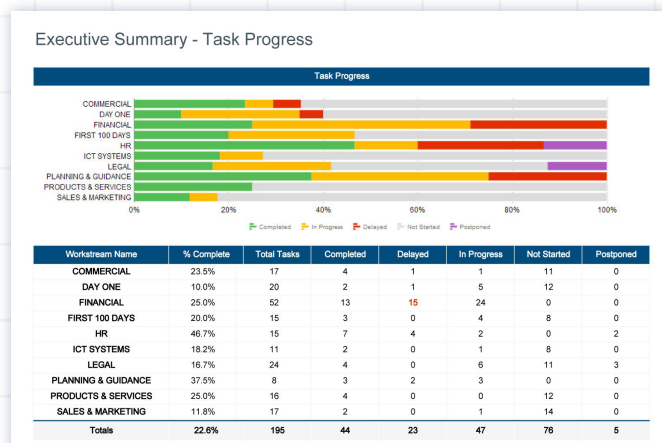 Executive Summary - Task Progress
Task Progress
COMMERCIAL
DAY ONE
FINANCIAL
FIRST 100 DAYS
HR
ICT SYSTEMS
LEGAL
PLANNING & GUIDANCE
PRODUCTS & SERVICES
SALES & MARKETING
0% 20% 40% 60% 80% 100%
Completed In Progress Delayed Not Started Postponed
Workstream Name % Complete Total Tasks Completed Delayed In Progress Not Started Postponed
COMMERCIAL 23.5% 17 4 1 1 11 0
DAY ONE 10.0% 20 2 1 5 12 0
FINANCIAL 25.0% 52 13 15 24 0 0
FIRST 100 DAYS 20.0% 15 3 0 4 8 0
HR 46.7% 15 7 4 2 0 2
ICT SYSTEMS 18.2% 11 2 0 1 8 0
LEGAL 16.7% 24 4 0 6 11 3
PLANNING & GUIDANCE 37.5% 8 3 2 3 0 0
PRODUCTS & SERVICES 25.0% 16 4 0 0 12 0
SALES & MARKETING 11.8% 17 2 0 1 14 0
Totals 22.6% 195 44 23 47 76 5